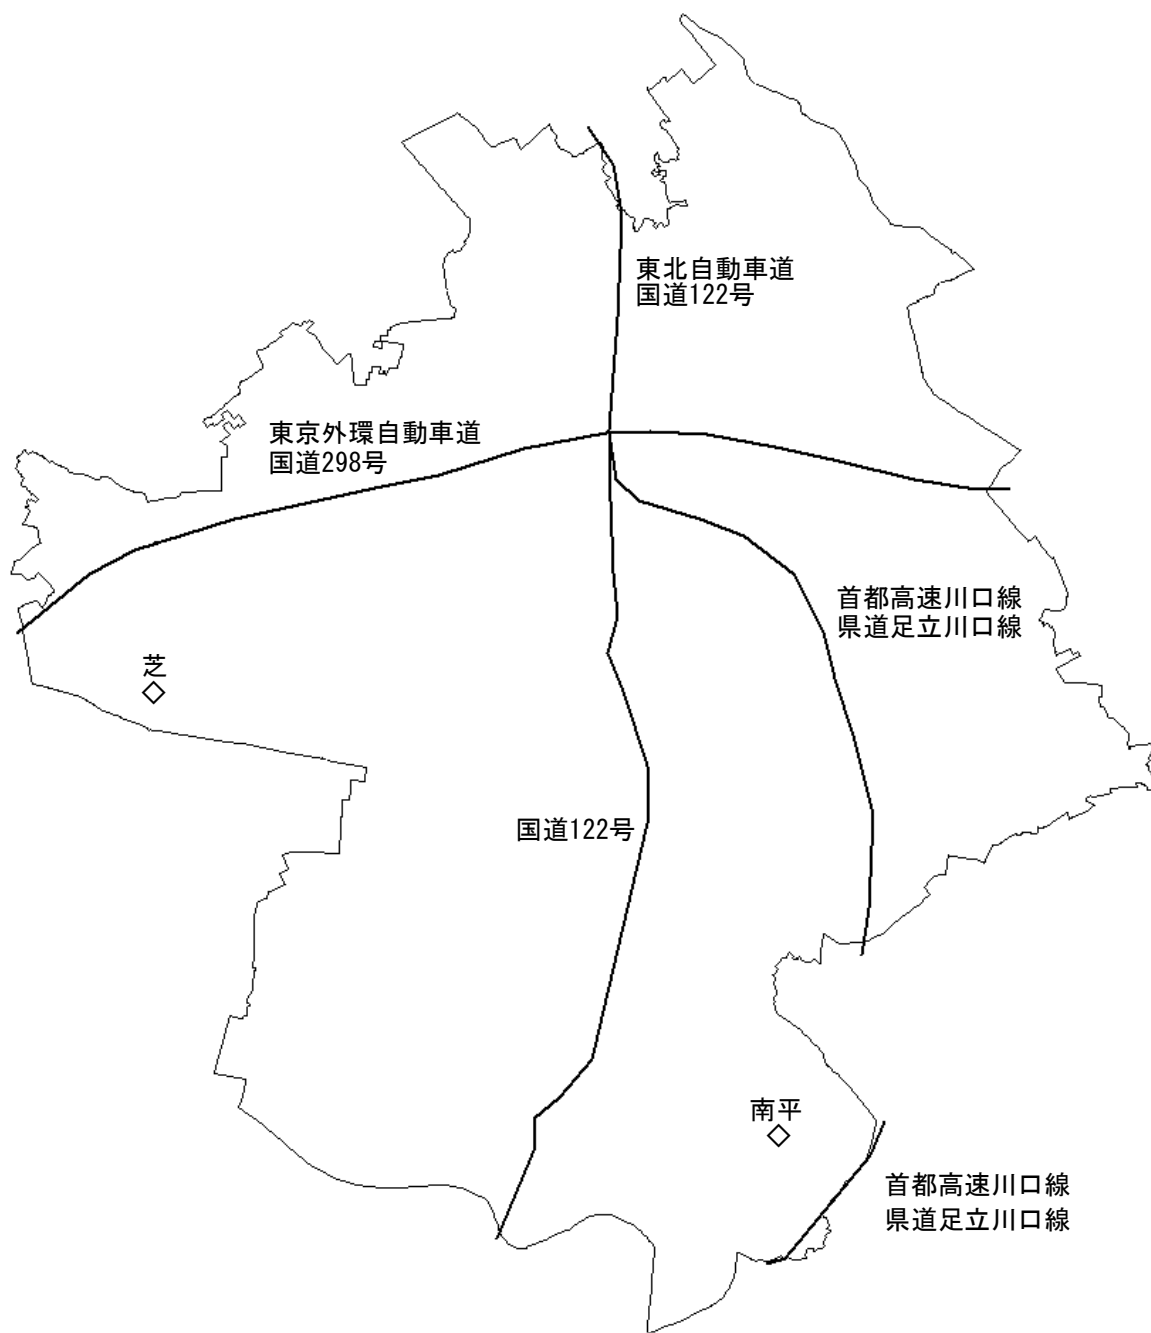 東北自動車道
国道122号
東京外環自動車道
国道298号
首都高速川口線
県道足立川口線
芝
国道122号
南平
首都高速川口線
県道足立川口線